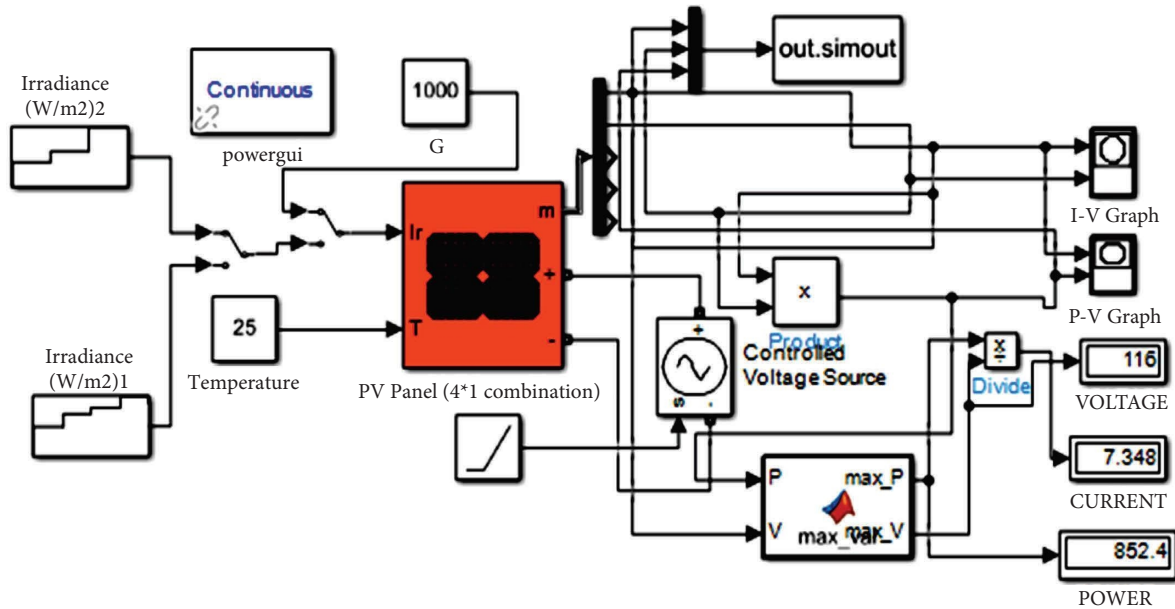 Irradiance
(W/m2)2
Continuous
powergui
1000
G
out.simout
I-V Graph
P-V Graph
m
Ir
+
T
-
PV Panel (4*1 combination)
25
Temperature
Irradiance
(W/m2)1
x
Product
+
s
-
Controlled
Voltage Source
x
÷
Divide
116
VOLTAGE
7.348
CURRENT
852.4
POWER
P
V
max_P
max_V
max_var_